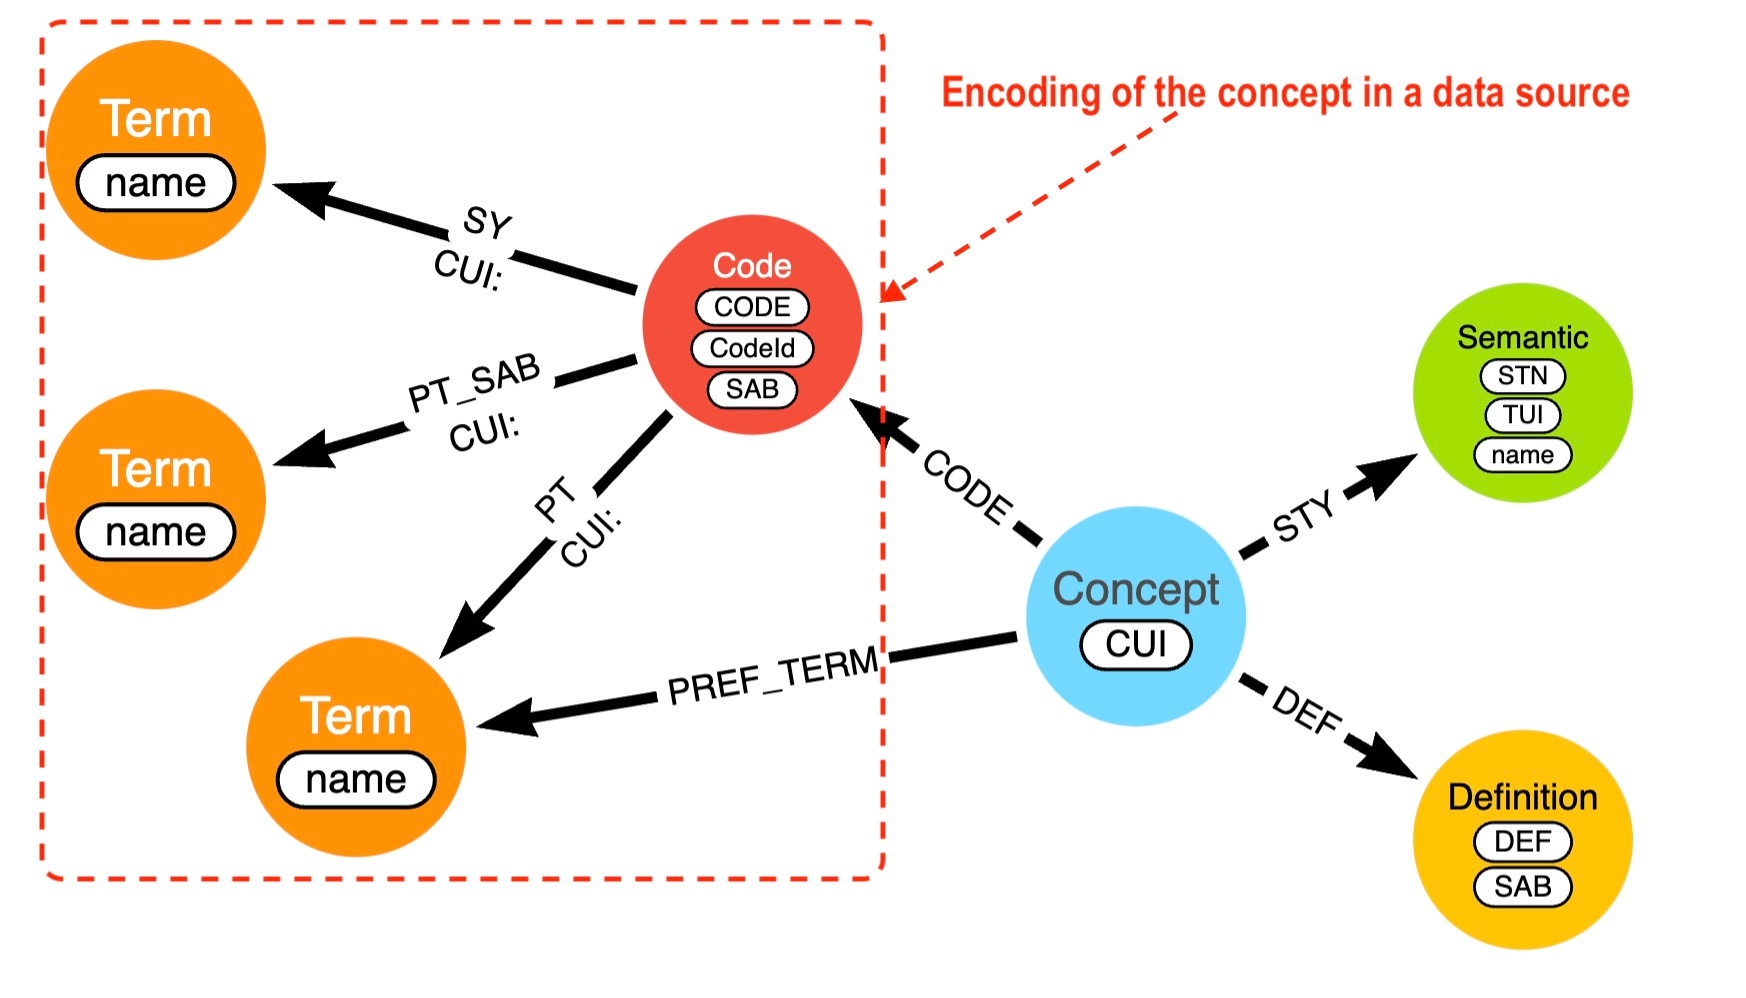 Encoding of the concept in a data source
Term
name
SY
CUI:
Code
CODE
CodeId
SAB
PT_SAB
CUI:
Term
name
PT
CUI:
CODE
Semantic
STN
TUI
name
STY
Concept
CUI
PREF_TERM
Term
name
DEF
Definition
DEF
SAB